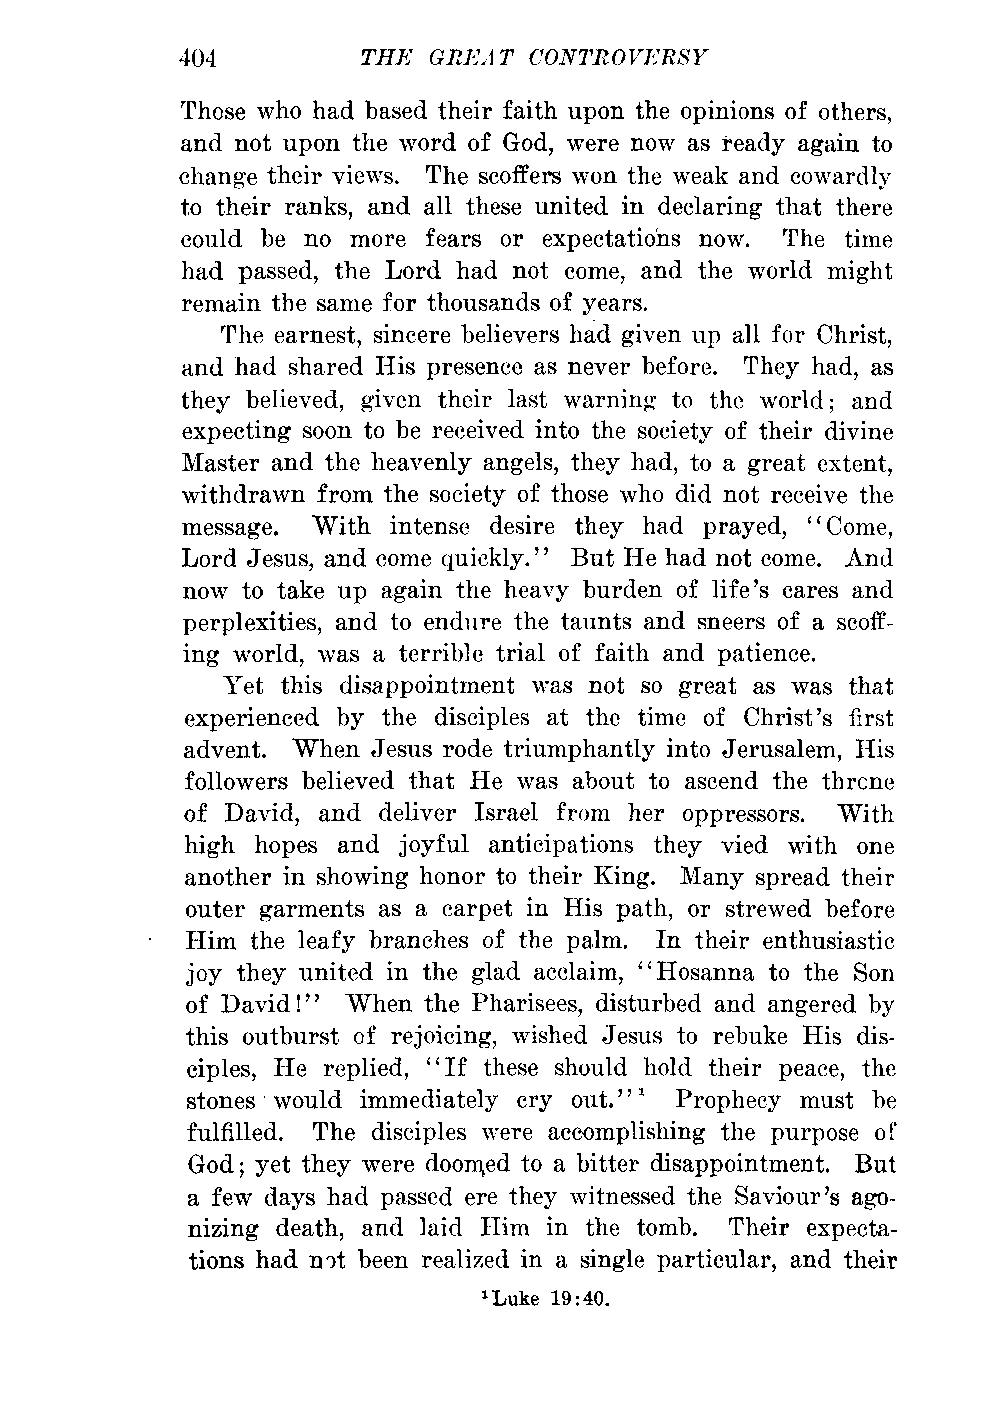 404 THE GREAT CONTROVERSY
Those who had based their faith upon the opinions of others,
and not upon the word of God, were now as ready again to
change their views. The scoffers won the weak and cowardly
to their ranks, and all these united in declaring that there
could be no more fears or expectations now. The time
had passed, the Lord had not come, and the world might
remain the same for thousands of years.
The earnest, sincere believers had given up all for Christ,
and had shared His presence as never before. They had, as
they believed, given their last warning to the world; and
expecting soon to be received into the society of their divine
Master and the heavenly angels, they had, to a great extent,
withdrawn from the society of those who did not receive the
message. With intense desire they had prayed, "Come,
Lord Jesus, and come quickly." But He had not come. And
now to take up again the heavy burden of life's cares and
perplexities, and to endure the taunts and sneers of a scoff-
ing world, was a terrible trial of faith and patience.
Yet this disappointment was not so great as was that
experienced by the disciples at the time of Christ's first
advent. When Jesus rode triumphantly into Jerusalem, His
followers believed that He was about to ascend the throne
of David, and deliver Israel from her oppressors. With
high hopes and joyful anticipations they vied with one
another in showing honor to their King. Many spread their
outer garments as a carpet in His path, or strewed before
Him the leafy branches of the palm. In their enthusiastic
joy they united in the glad acclaim, "Hosanna to the Son
of David!" When the Pharisees, disturbed and angered by
this outburst of rejoicing, wished Jesus to rebuke His dis-
ciples, He replied, "If these should hold their peace, the
stones would immediately cry out."¹ Prophecy must be
fulfilled. The disciples were accomplishing the purpose of
God; yet they were doomed to a bitter disappointment. But
a few days had passed ere they witnessed the Saviour's ago-
nizing death, and laid Him in the tomb. Their expecta-
tions had not been realized in a single particular, and their
¹Luke 19:40.